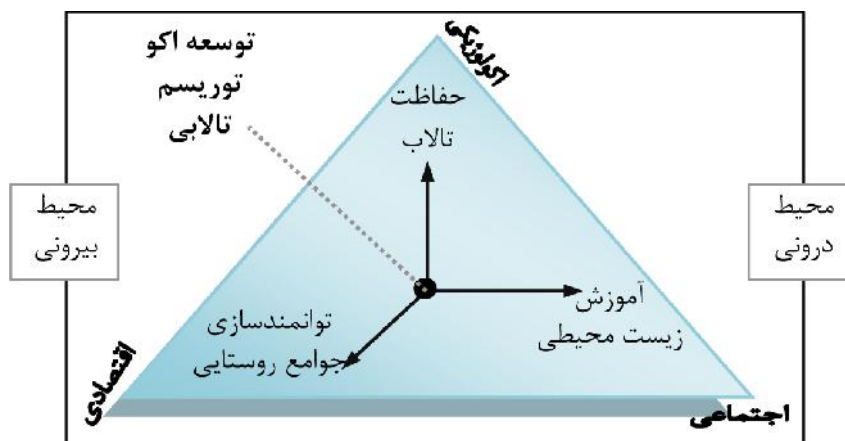 توسعه اکو
توریسم
تالابی
اکولوژیکی
حفاظت
تالاب
محیط
درونی
محیط
بیرونی
آموزش
زیست محیطی
توانمندسازی
جوامع روستایی
اقتصادی
اجتماعی